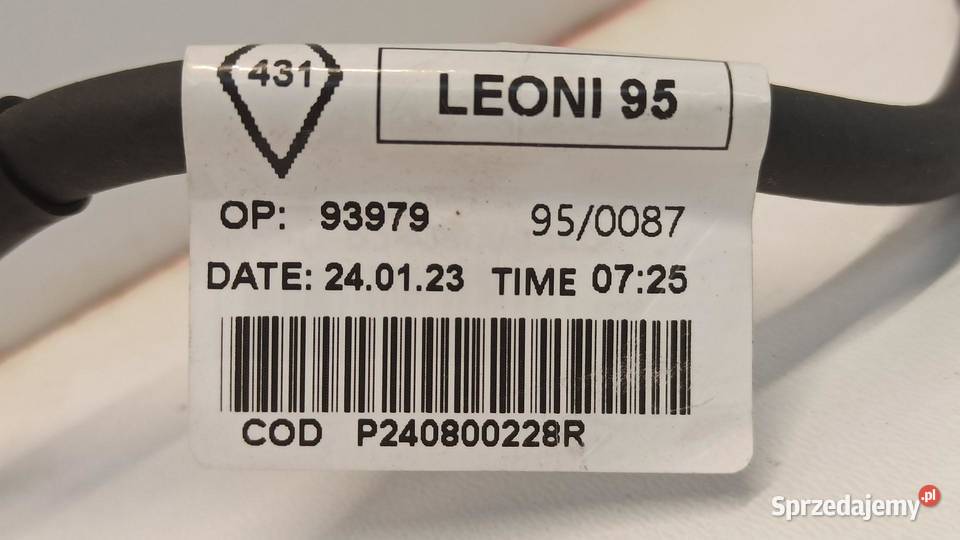 431
LEONI 95
OP: 93979 95/0087
DATE: 24.01.23 TIME 07:25
COD P240800228R
Sprzedajemy.pl